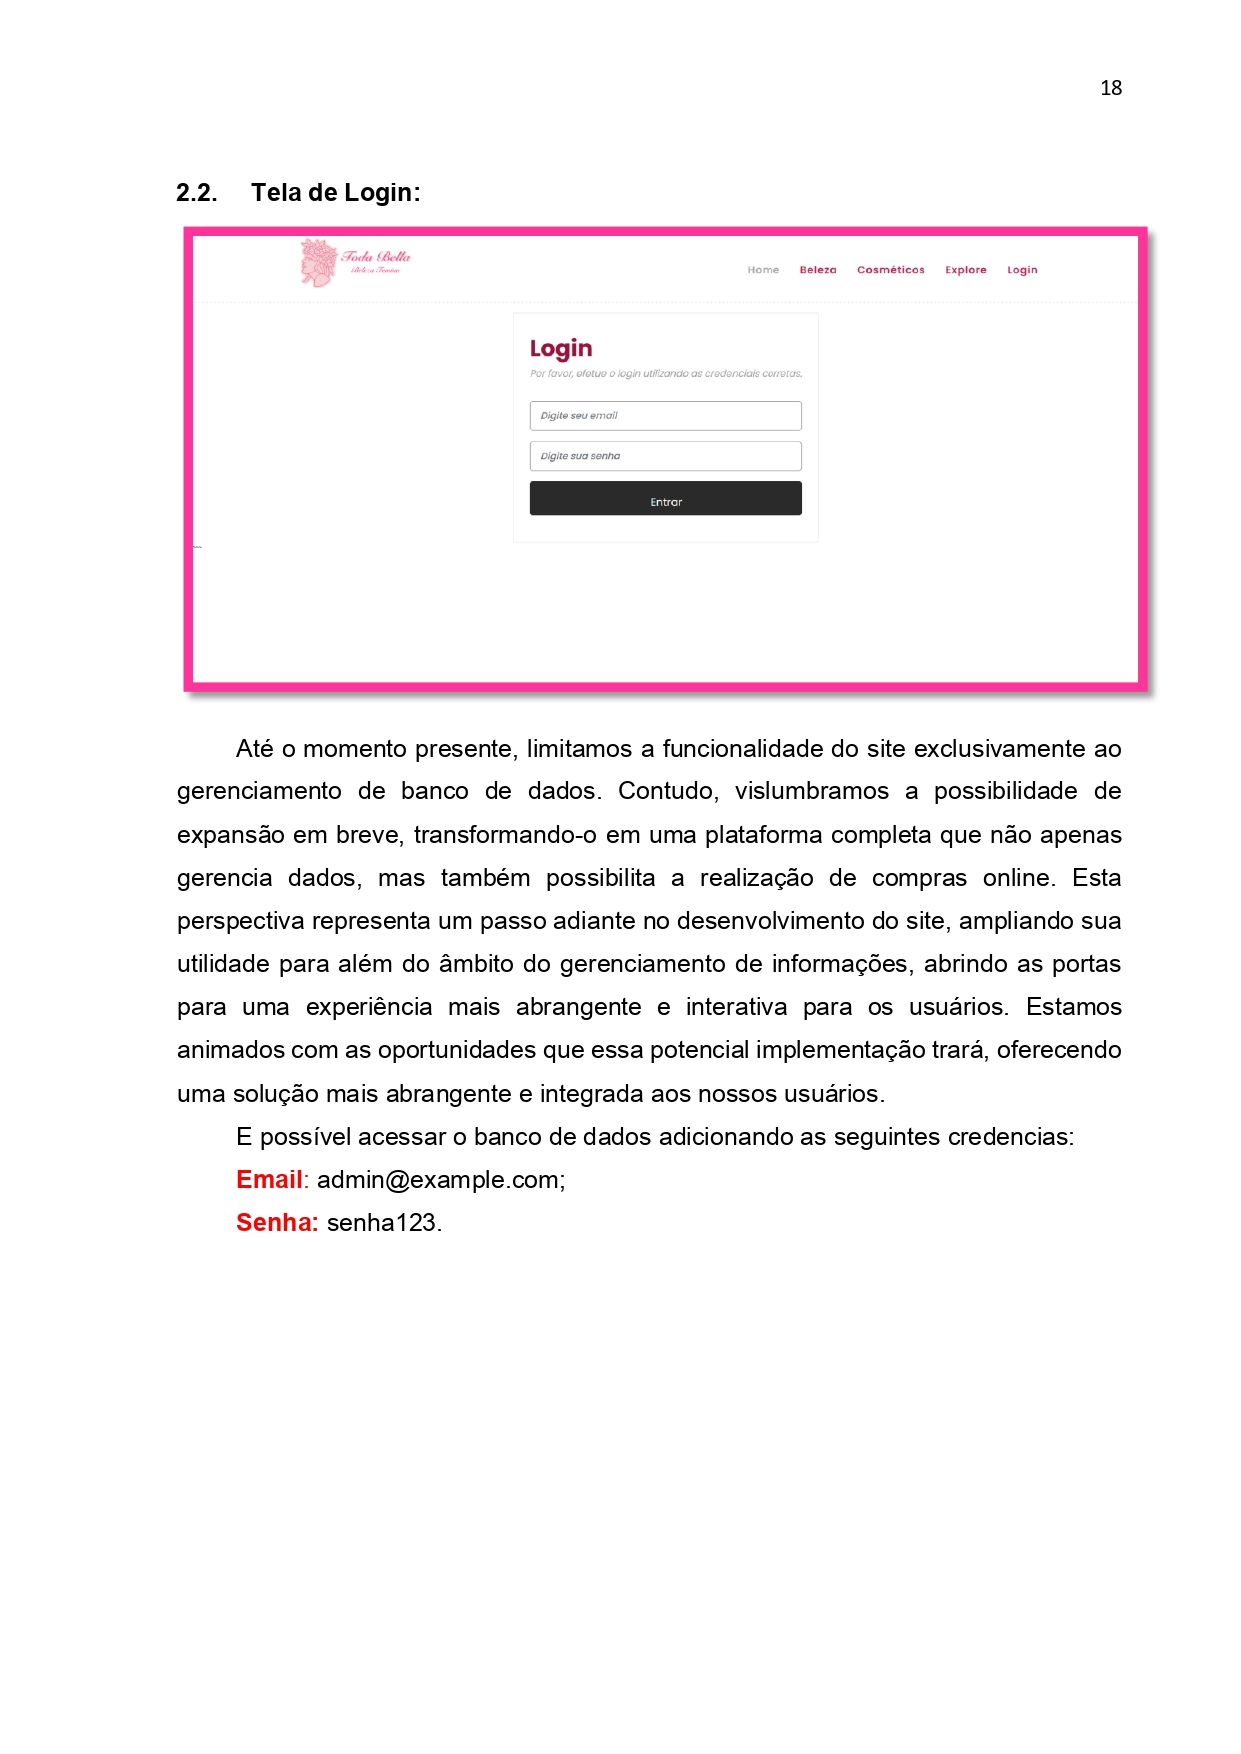 18
2.2. Tela de Login:
Toda Bella
Home Beleza Cosméticos Explore Login
Login
Por favor, efetue o login utilizando as credenciais corretas.
Digite seu email
Digite sua senha
Entrar
Até o momento presente, limitamos a funcionalidade do site exclusivamente ao
gerenciamento de banco de dados. Contudo, vislumbramos a possibilidade de
expansão em breve, transformando-o em uma plataforma completa que não apenas
gerencia dados, mas também possibilita a realização de compras online. Esta
perspectiva representa um passo adiante no desenvolvimento do site, ampliando sua
utilidade para além do âmbito do gerenciamento de informações, abrindo as portas
para uma experiência mais abrangente e interativa para os usuários. Estamos
animados com as oportunidades que essa potencial implementação trará, oferecendo
uma solução mais abrangente e integrada aos nossos usuários.
E possível acessar o banco de dados adicionando as seguintes credencias:
Email: admin@example.com;
Senha: senha123.